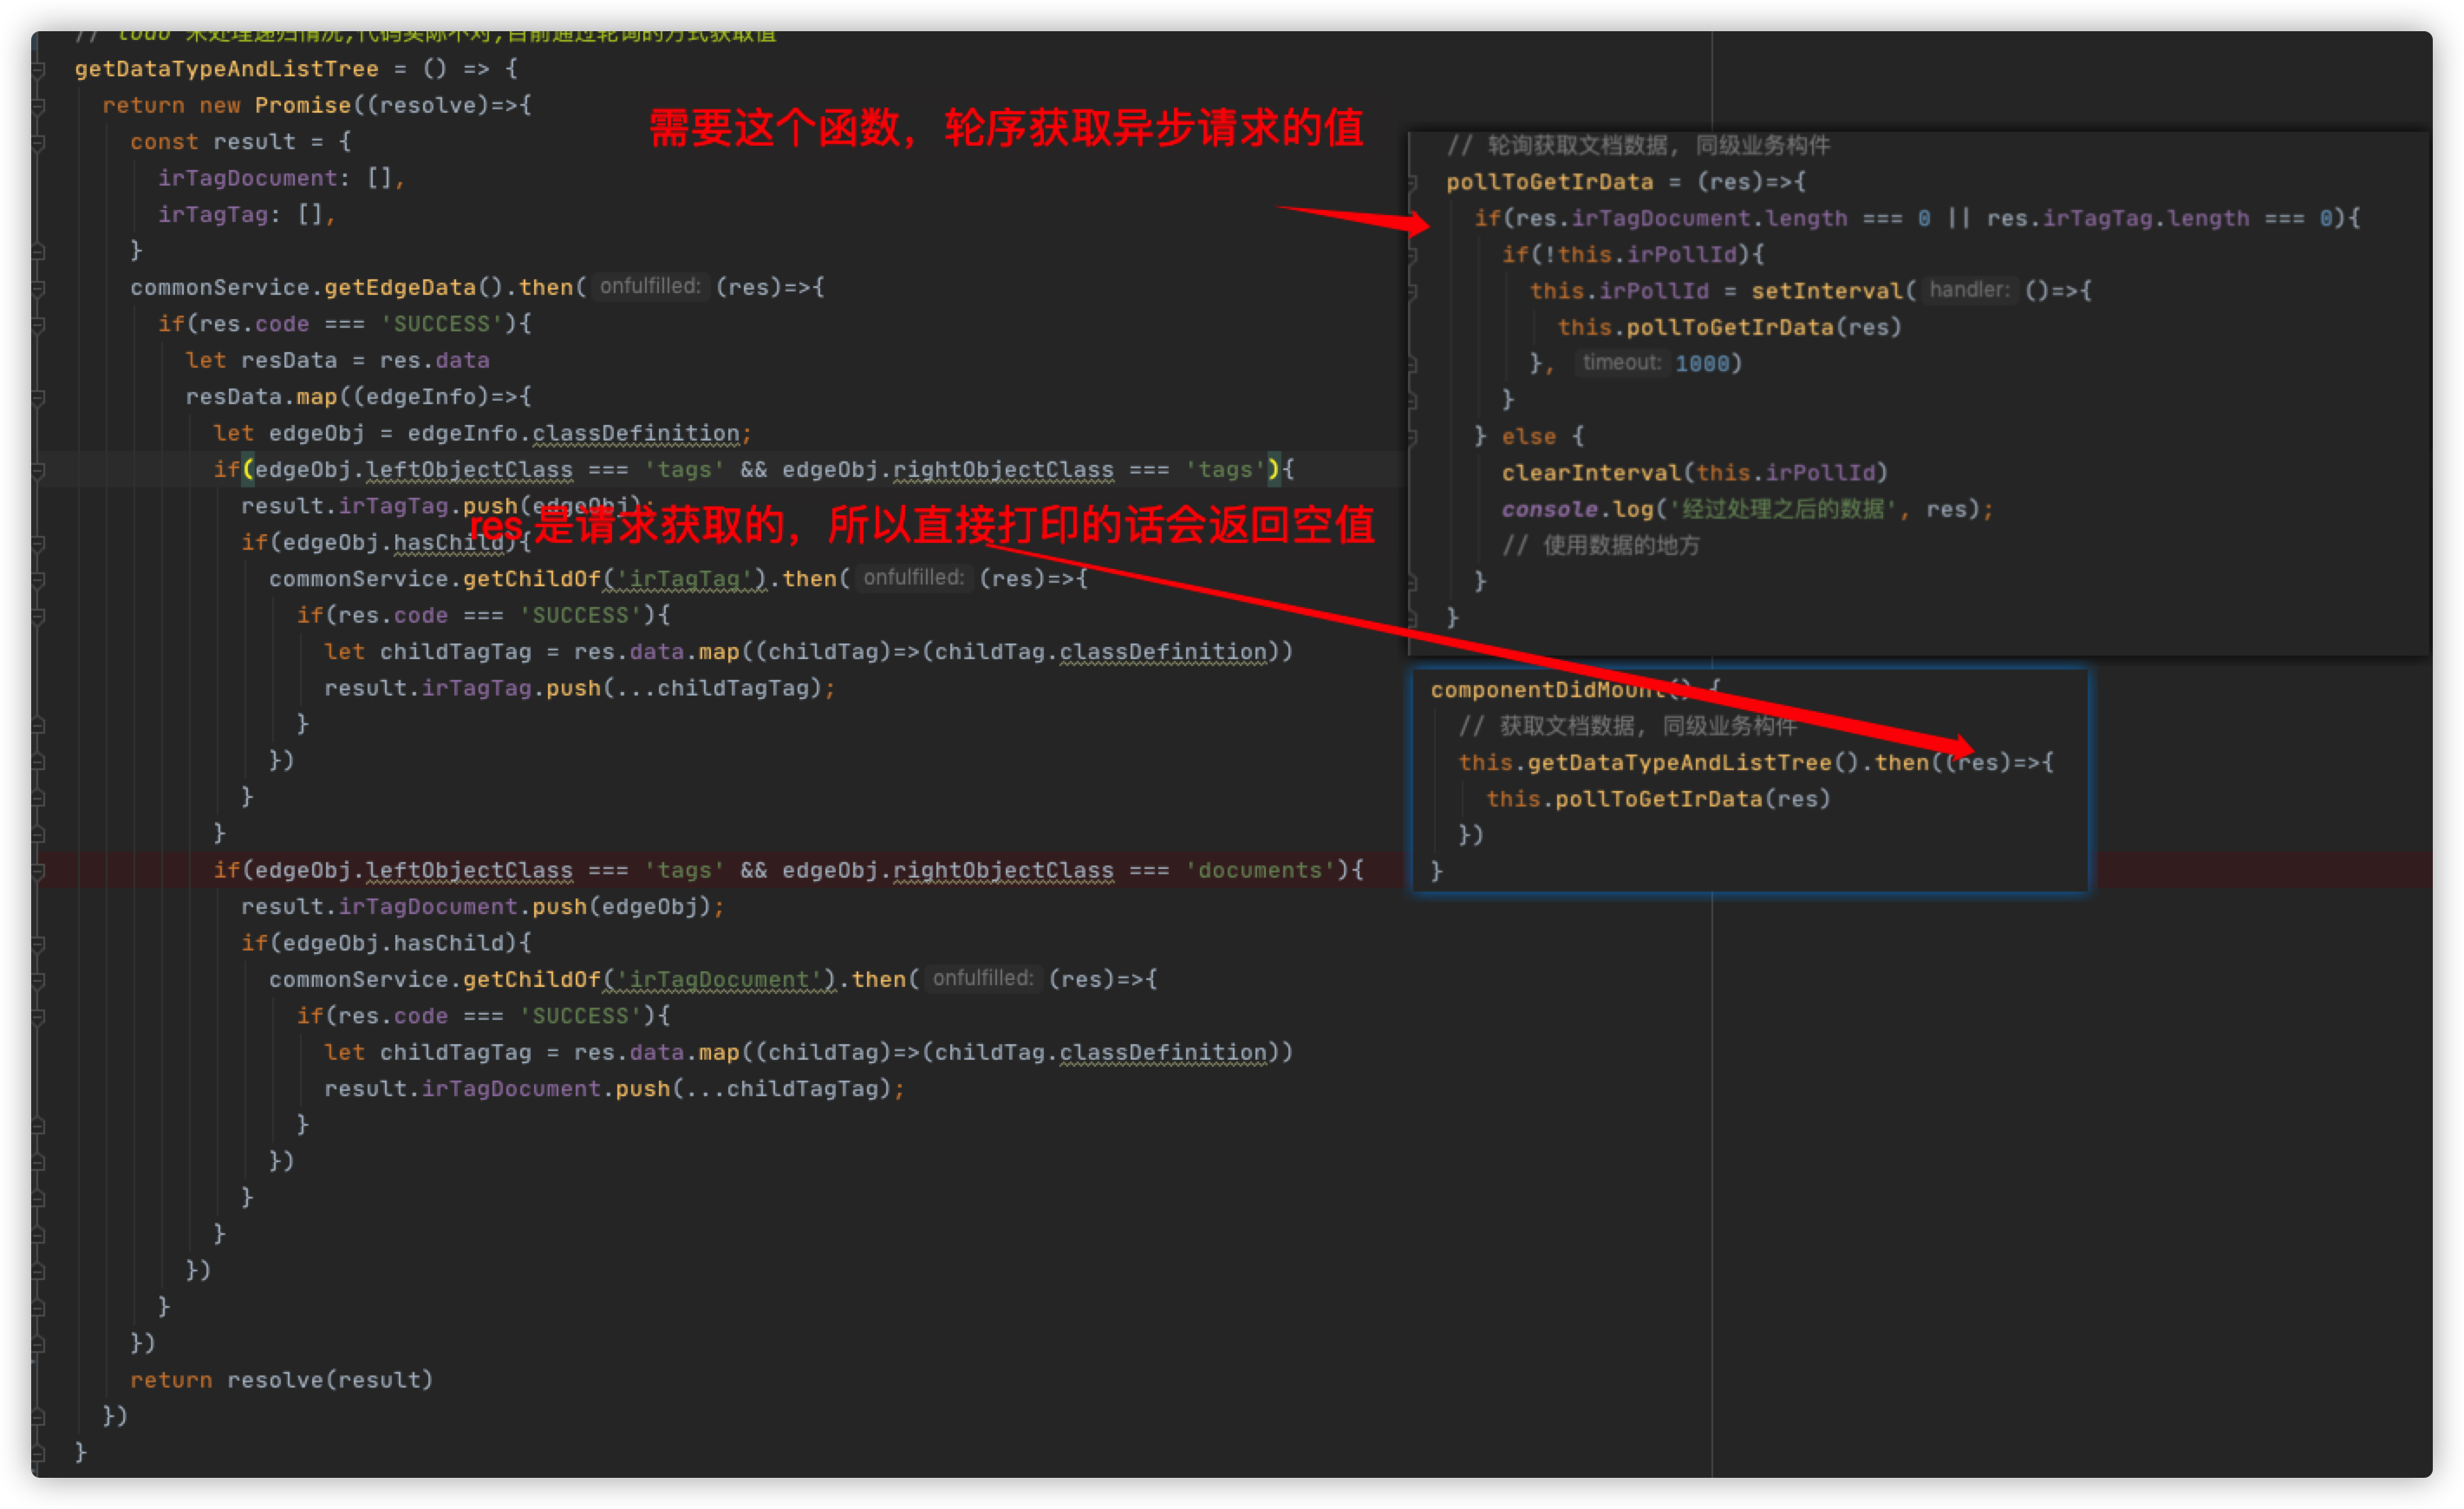 // todo 未处理递归情况,代码实际不对,目前通过轮询的方式获取值
getDataTypeAndListTree = () => {
return new Promise((resolve)=>{
const result = {
irTagDocument: [],
irTagTag: [],
}
commonService.getEdgeData().then( onfulfilled: (res)=>{
if(res.code === 'SUCCESS'){
let resData = res.data
resData.map((edgeInfo)=>{
let edgeObj = edgeInfo.classDefinition;
if(edgeObj.leftObjectClass === 'tags' && edgeObj.rightObjectClass === 'tags'){
result.irTagTag.push(edgeObj);
if(edgeObj.hasChild){
commonService.getChildOf('irTagTag').then( onfulfilled: (res)=>{
if(res.code === 'SUCCESS'){
let childTagTag = res.data.map((childTag)=>(childTag.classDefinition))
result.irTagTag.push(...childTagTag);
}
})
}
}
if(edgeObj.leftObjectClass === 'tags' && edgeObj.rightObjectClass === 'documents'){
result.irTagDocument.push(edgeObj);
if(edgeObj.hasChild){
commonService.getChildOf('irTagDocument').then( onfulfilled: (res)=>{
if(res.code === 'SUCCESS'){
let childTagTag = res.data.map((childTag)=>(childTag.classDefinition))
result.irTagDocument.push(...childTagTag);
}
})
}
}
})
}
})
return resolve(result)
})
}
需要这个函数，轮序获取异步请求的值
res 是请求获取的，所以直接打印的话会返回空值
// 轮询获取文档数据, 同级业务构件
pollToGetIrData = (res)=>{
if(res.irTagDocument.length === 0 || res.irTagTag.length === 0){
if(!this.irPollId){
this.irPollId = setInterval( handler: ()=>{
this.pollToGetIrData(res)
}, timeout: 1000)
}
} else {
clearInterval(this.irPollId)
console.log('经过处理之后的数据', res);
// 使用数据的地方
}
}
componentDidMount() {
// 获取文档数据, 同级业务构件
this.getDataTypeAndListTree().then((res)=>{
this.pollToGetIrData(res)
})
}